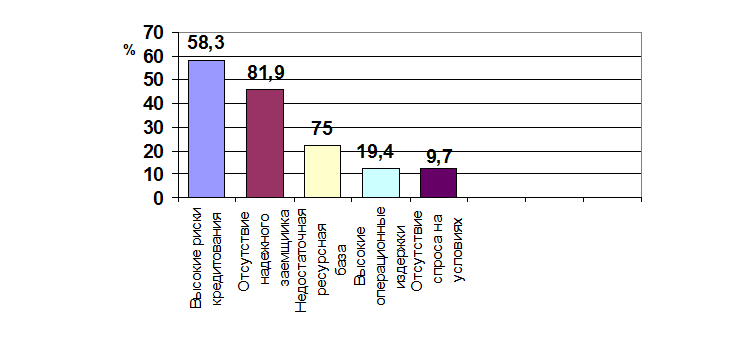 70
60
50
40
30
20
10
0
%
58,3
81,9
75
19,4
9,7
Высокие риски
кредитования
Отсутствие
надежного
заемщиика
Недостаточная
ресурсная
база
Высокие
операционные
издержки
Отсутствие
спроса на
условиях